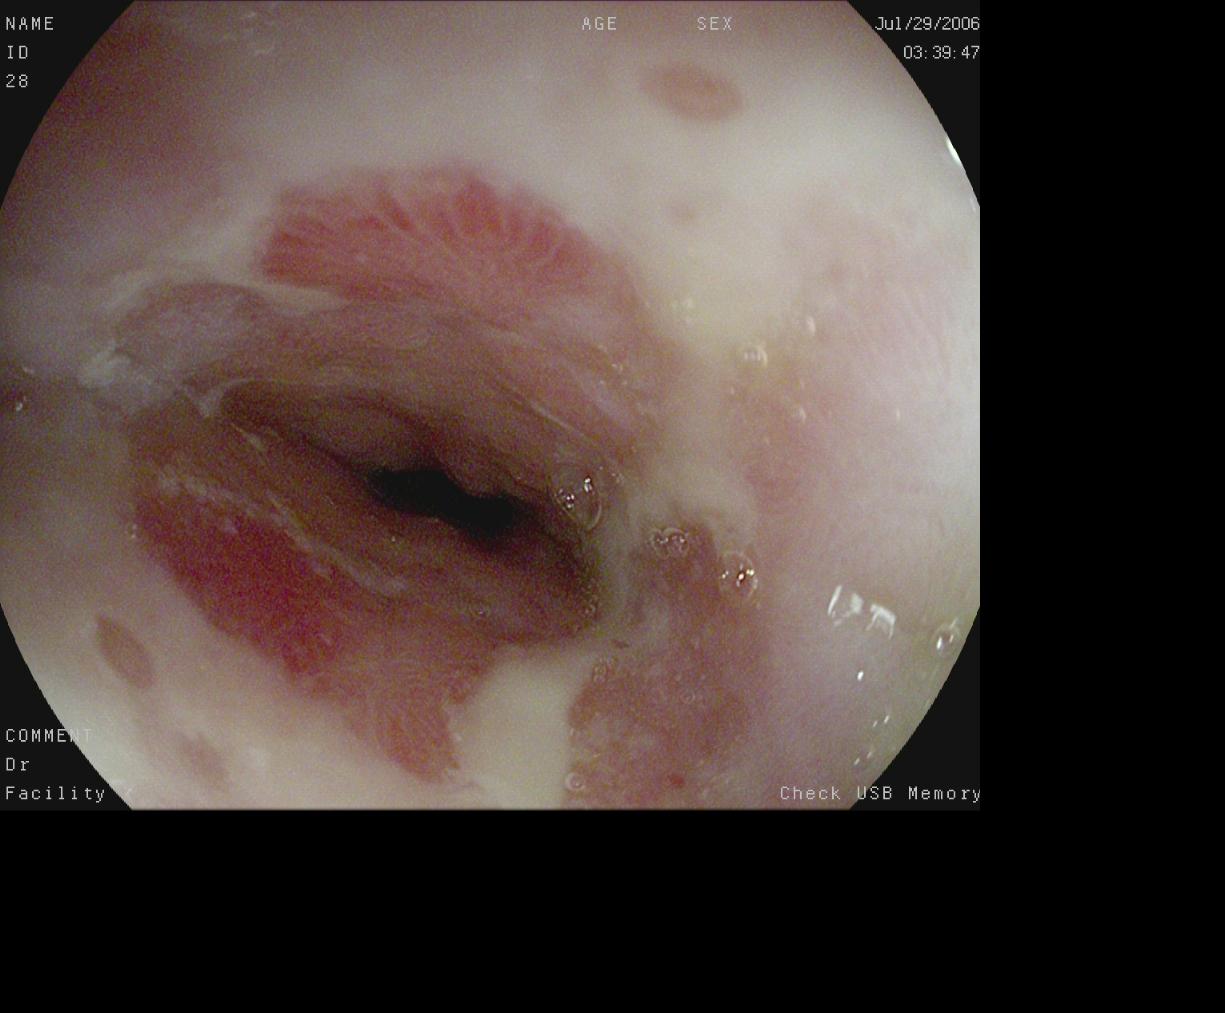 NAME AGE SEX Jul/29/2006
ID 03:39:47
28
COMMENT
Dr
Facility Check USB Memory